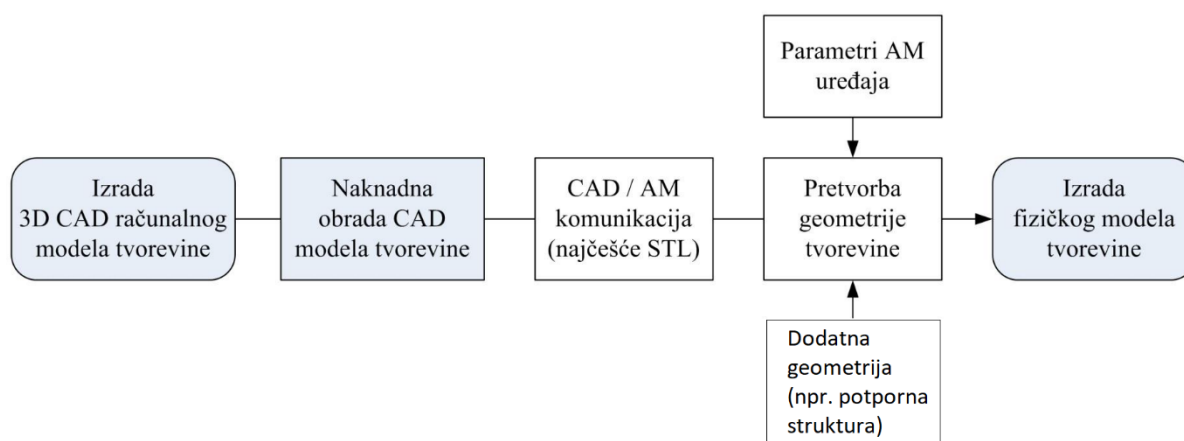 Parametri AM
uređaja
Izrada
3D CAD računalnog
modela tvorevine
Naknadna
obrada CAD
modela tvorevine
CAD / AM
komunikacija
(najčešće STL)
Pretvorba
geometrije
tvorevine
Izrada
fizičkog modela
tvorevine
Dodatna
geometrija
(npr. potporna
struktura)